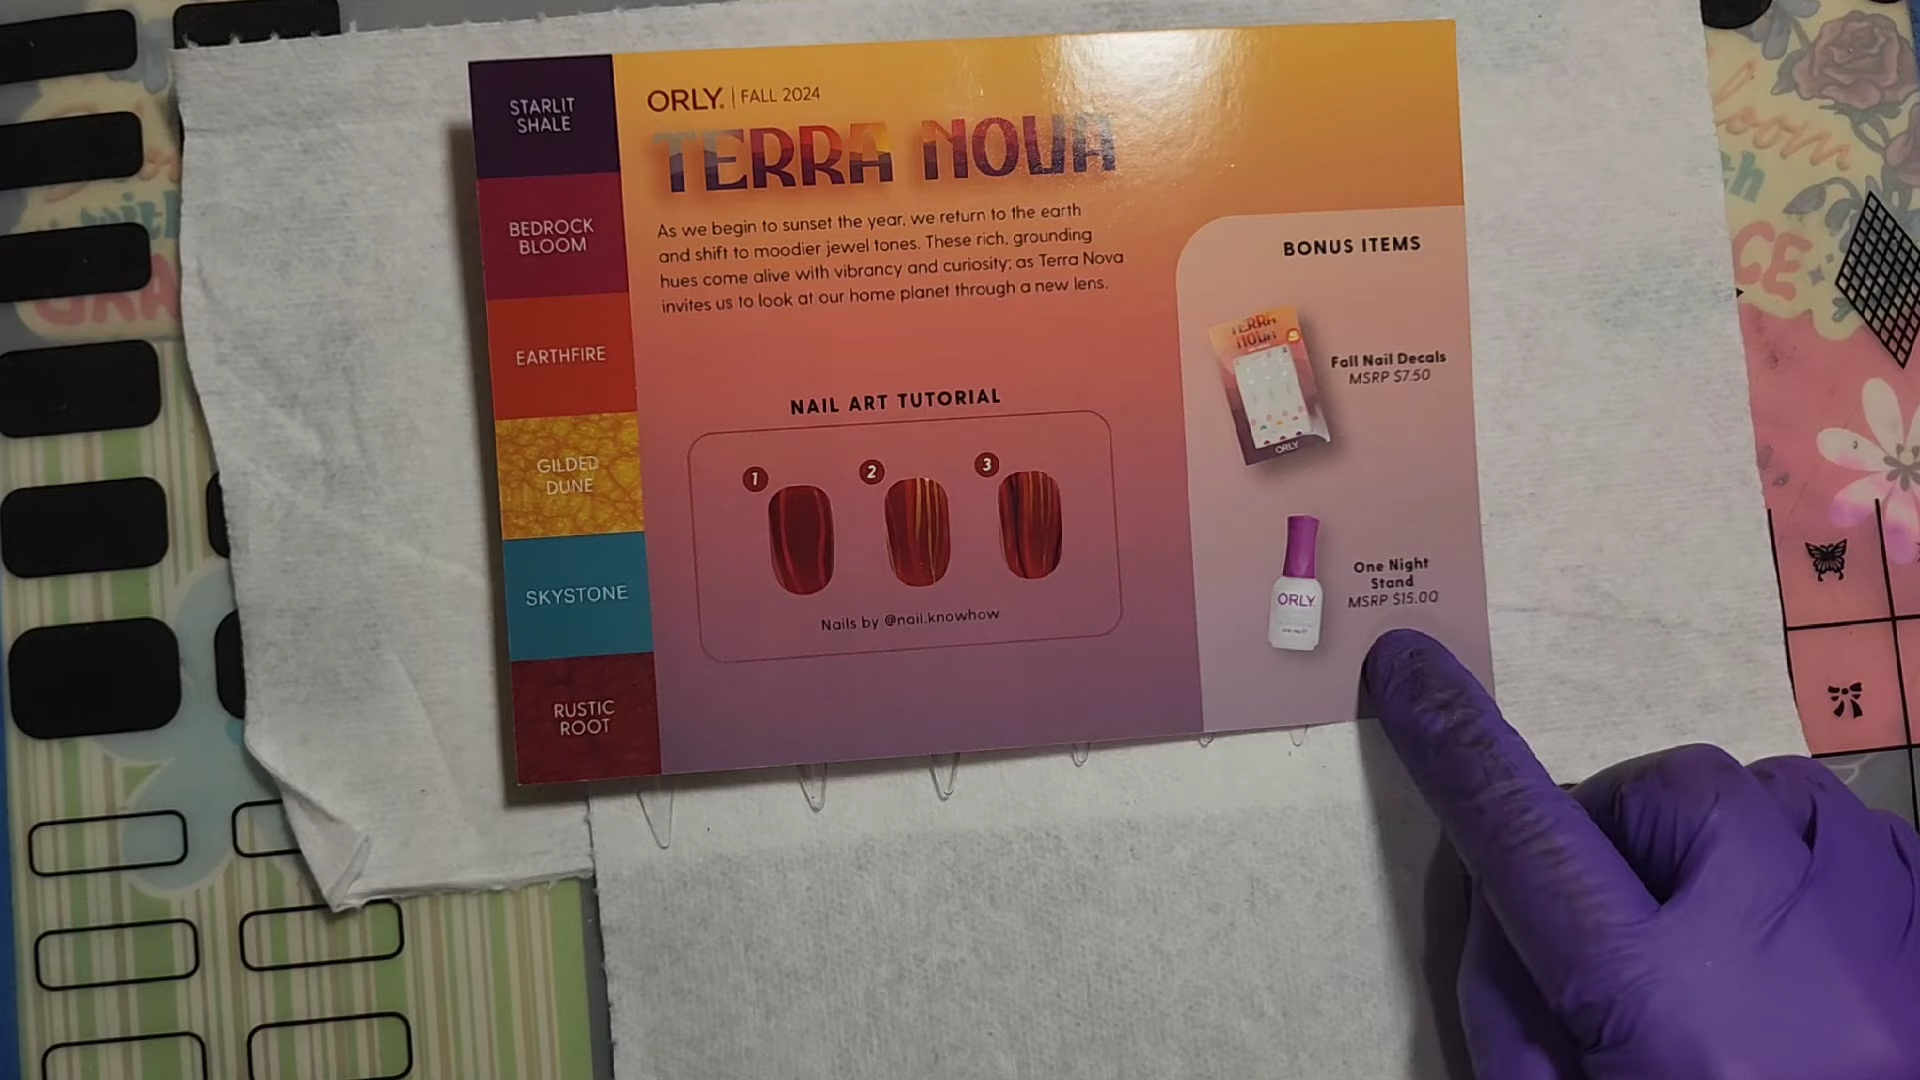 STARLIT
SHALE
BEDROCK
BLOOM
EARTHFIRE
GILDED
DUNE
SKYSTONE
RUSTIC
ROOT
ORLY. | FALL 2024
TERRA NOVA
As we begin to sunset the year, we return to the earth
and shift to moodier jewel tones. These rich, grounding
hues come alive with vibrancy and curiosity; as Terra Nova
invites us to look at our home planet through a new lens.
NAIL ART TUTORIAL
1
2
3
Nails by @nail.knowhow
BONUS ITEMS
TERRA
NOVA
ORLY
Fall Nail Decals
MSRP $7.50
ORLY
One Night
Stand
MSRP $15.00